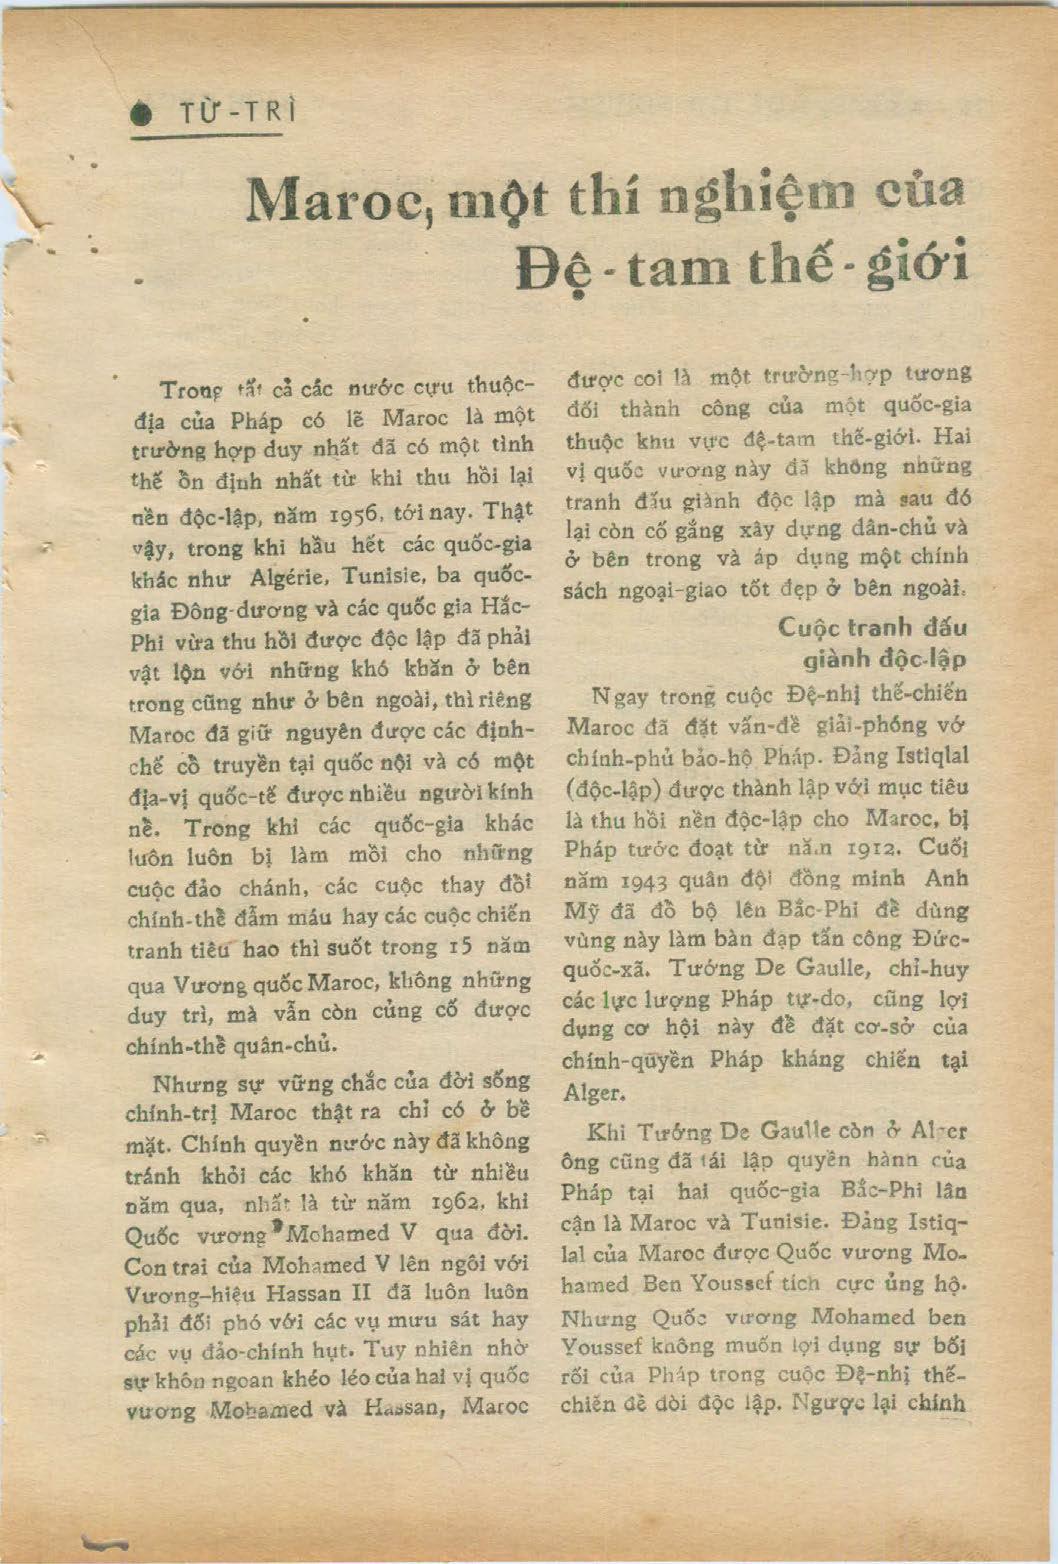 TỪ-TRÌ
Maroc, một thí nghiệm của
Đệ-tam thế-giới
Trong tất cả các nước cựu thuộc-
địa của Pháp có lẽ Maroc là một
trường hợp duy nhất đã có một tình
thế ổn định nhất từ khi thu hồi lại
nền độc-lập, năm 1956, tới nay. Thật
vậy, trong khi hầu hết các quốc-gia
khác như Algérie, Tunisie, ba quốc-
gia Đông-dương và các quốc gia Hắc-
Phi vừa thu hồi được độc lập đã phải
vật lộn với những khó khăn ở bên
trong cũng như ở bên ngoài, thì riêng
Maroc đã giữ nguyên được các định-
chế cổ truyền tại quốc nội và có một
địa-vị quốc-tế được nhiều người kính
nề. Trong khi các quốc-gia khác
luôn luôn bị làm mồi cho những
cuộc đảo chánh, các cuộc thay đổi
chính-thể đẫm máu hay các cuộc chiến
tranh tiêu hao thì suốt trong 15 năm
qua Vương quốc Maroc, không những
duy trì, mà vẫn còn củng cố được
chính-thể quân-chủ.
Nhưng sự vững chắc của đời sống
chính-trị Maroc thật ra chỉ có ở bề
mặt. Chính quyền nước này đã không
tránh khỏi các khó khăn từ nhiều
năm qua, nhất là từ năm 1962, khi
Quốc vương Mohamed V qua đời.
Con trai của Mohamed V lên ngôi với
Vương-hiệu Hassan II đã luôn luôn
phải đối phó với các vụ mưu sát hay
các vụ đảo-chính hụt. Tuy nhiên nhờ
sự khôn ngoan khéo léo của hai vị quốc
vương Mohamed và Hassan, Maroc
được coi là một trường-hợp tương
đối thành công của một quốc-gia
thuộc khu vực đệ-tam thế-giới. Hai
vị quốc vương này đã không những
tranh đấu giành độc lập mà sau đó
lại còn cố gắng xây dựng dân-chủ và
ở bên trong và áp dụng một chính
sách ngoại-giao tốt đẹp ở bên ngoài.
Cuộc tranh đấu
giành độc-lập
Ngay trong cuộc Đệ-nhị thế-chiến
Maroc đã đặt vấn-đề giải-phóng vớ
chính-phủ bảo-hộ Pháp. Đảng Istiqlal
(độc-lập) được thành lập với mục tiêu
là thu hồi nền độc-lập cho Maroc, bị
Pháp tước đoạt từ năm 1912. Cuối
năm 1943 quân đội đồng minh Anh
Mỹ đã đổ bộ lên Bắc-Phi để dùng
vùng này làm bàn đạp tấn công Đức-
quốc-xã. Tướng De Gaulle, chỉ-huy
các lực lượng Pháp tự-do, cũng lợi
dụng cơ hội này để đặt cơ-sở của
chính-quyền Pháp kháng chiến tại
Alger.
Khi Tướng De Gaulle còn ở Alger
ông cũng đã tái lập quyền hành của
Pháp tại hai quốc-gia Bắc-Phi lân
cận là Maroc và Tunisie. Đảng Istiq-
lal của Maroc được Quốc vương Mo-
hamed Ben Youssef tích cực ủng hộ.
Nhưng Quốc vương Mohamed ben
Youssef không muốn lợi dụng sự bối
rối của Pháp trong cuộc Đệ-nhị thế-
chiến để đòi độc lập. Ngược lại chính